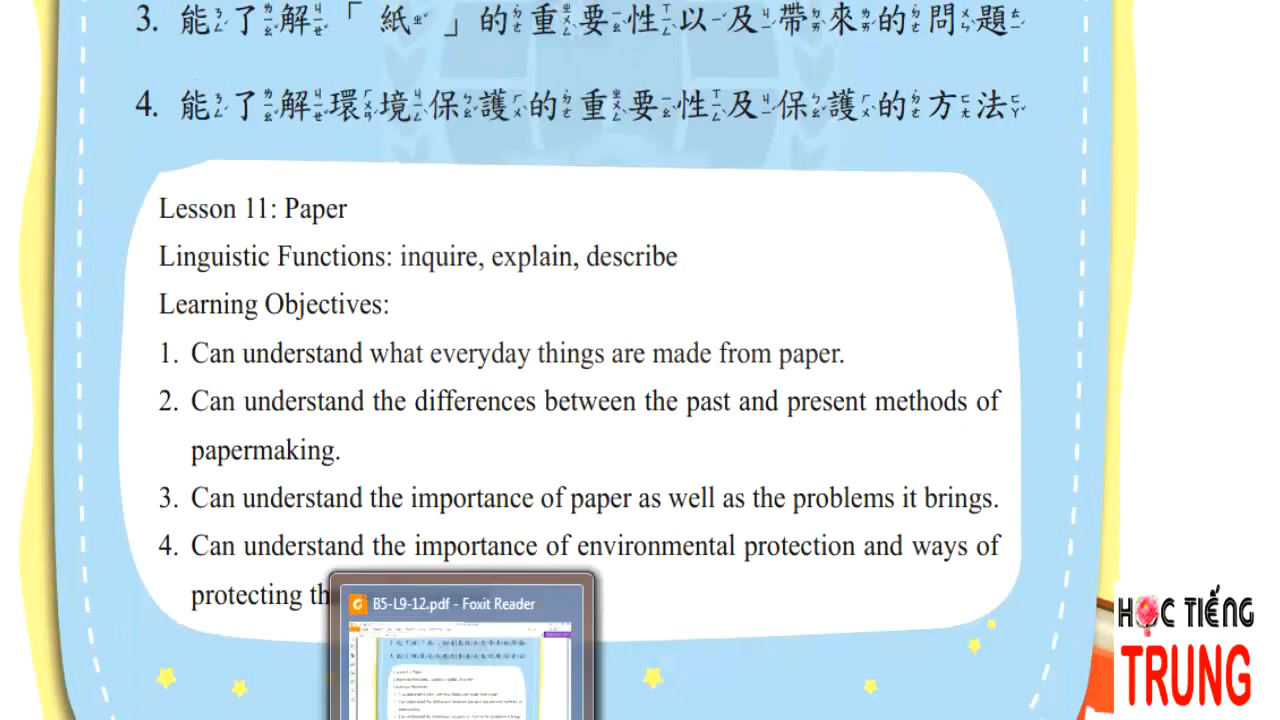 3. 能了解「紙」的重要性以及帶來的問題
4. 能了解環境保護的重要性及保護的方法
Lesson 11: Paper
Linguistic Functions: inquire, explain, describe
Learning Objectives:
1. Can understand what everyday things are made from paper.
2. Can understand the differences between the past and present methods of
papermaking.
3. Can understand the importance of paper as well as the problems it brings.
4. Can understand the importance of environmental protection and ways of
protecting th
B5-L9-12.pdf - Foxit Reader
HỌC TIẾNG
TRUNG